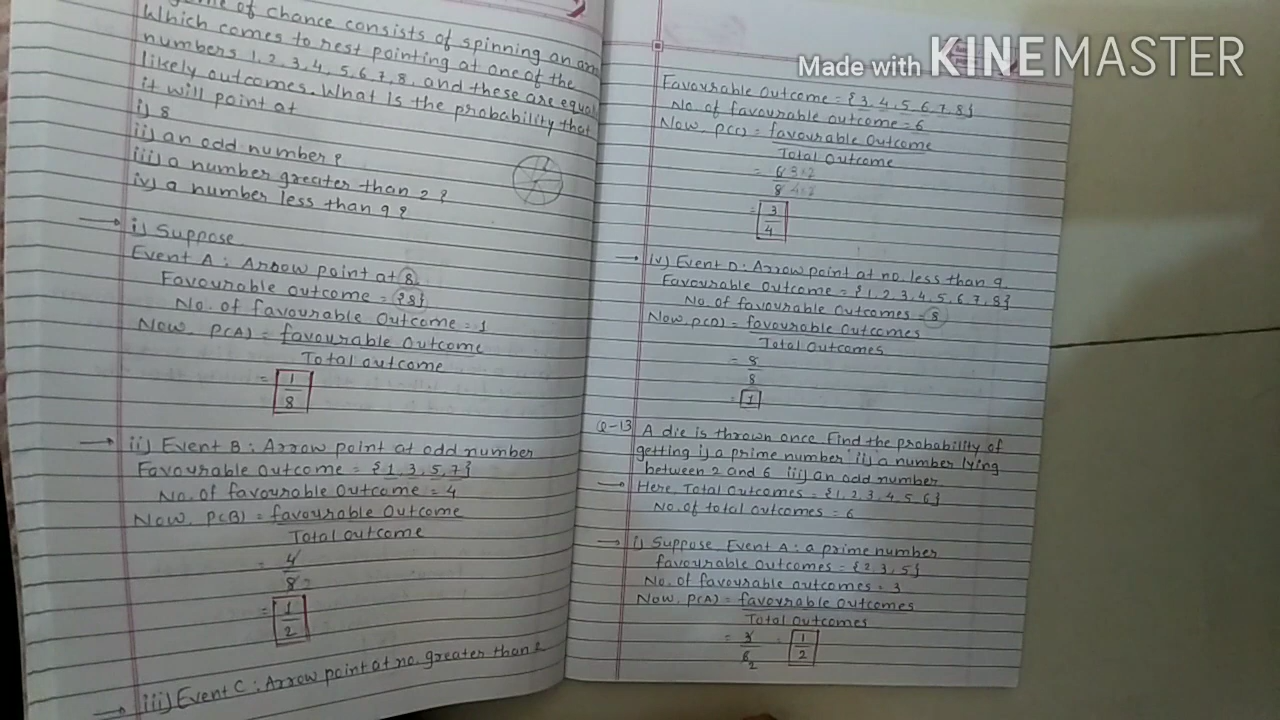 of chance consists of spinning an
Which comes to rest pointing at one of the
numbers 1, 2, 3, 4, 5, 6, 7, 8, and these are equal
likely outcomes. What is the probability that
it will point at
i) 8
ii) an odd number?
iii) a number greater than 2?
iv) a number less than 9?
i) Suppose
Event A: Arrow point at 8
Favourable Outcome = {8}
No. of favourable Outcome = 1
Now, P(A) = favourable Outcome
Total outcome
= 1
8
ii) Event B: Arrow point at odd number
Favourable Outcome = {1, 3, 5, 7}
No. of favourable Outcome = 4
Now, P(B) = favourable Outcome
Total outcome
= 4
8 2
= 1
2
iii) Event C: Arrow point at no. greater than 2
Made with KINEMASTER
Favourable Outcome = {3, 4, 5, 6, 7, 8}
No. of favourable outcome = 6
Now, P(C) = favourable Outcome
Total Outcome
= 6 3×2
8 4×2
= 3
4
iv) Event D: Arrow point at no. less than 9
Favourable Outcome = {1, 2, 3, 4, 5, 6, 7, 8}
No. of favourable Outcomes = 8
Now, P(D) = favourable Outcomes
Total Outcomes
= 8
8
= 1
Q-13 A die is thrown once. Find the probability of
getting i) a prime number ii) a number lying
between 2 and 6 iii) an odd number
Here, Total Outcomes = {1, 2, 3, 4, 5, 6}
No. of total outcomes = 6
i) Suppose Event A: a prime number
favourable Outcomes = {2, 3, 5}
No. of favourable outcomes = 3
Now, P(A) = favourable outcomes
Total Outcomes
= 3 = 1
6 2 2